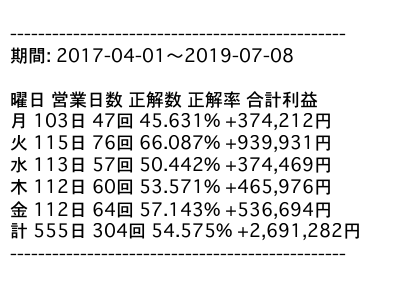 ------------------------------------------------
期間: 2017-04-01〜2019-07-08
曜日 営業日数 正解数 正解率 合計利益
月 103日 47回 45.631% +374,212円
火 115日 76回 66.087% +939,931円
水 113日 57回 50.442% +374,469円
木 112日 60回 53.571% +465,976円
金 112日 64回 57.143% +536,694円
計 555日 304回 54.575% +2,691,282円
------------------------------------------------